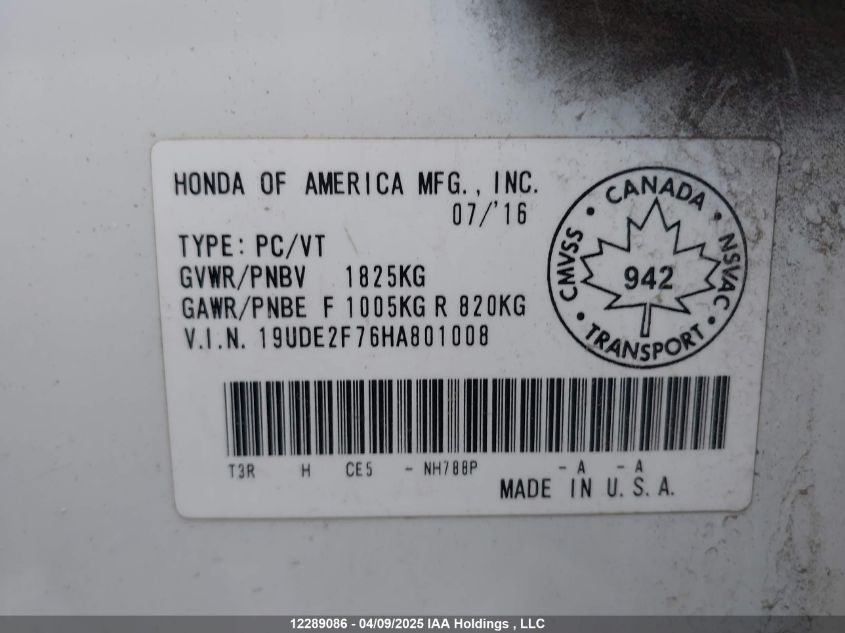 HONDA OF AMERICA MFG., INC.
07/'16
TYPE: PC/VT
GVWR/PNBV 1825KG
GAWR/PNBE F 1005KG R 820KG
V.I.N. 19UDE2F76HA801008
CANADA
CMVSS
942
NSVAC
TRANSPORT
T3R H CE5 - NH788P - A - A
MADE IN U.S.A.
12289086 - 04/09/2025 IAA Holdings , LLC